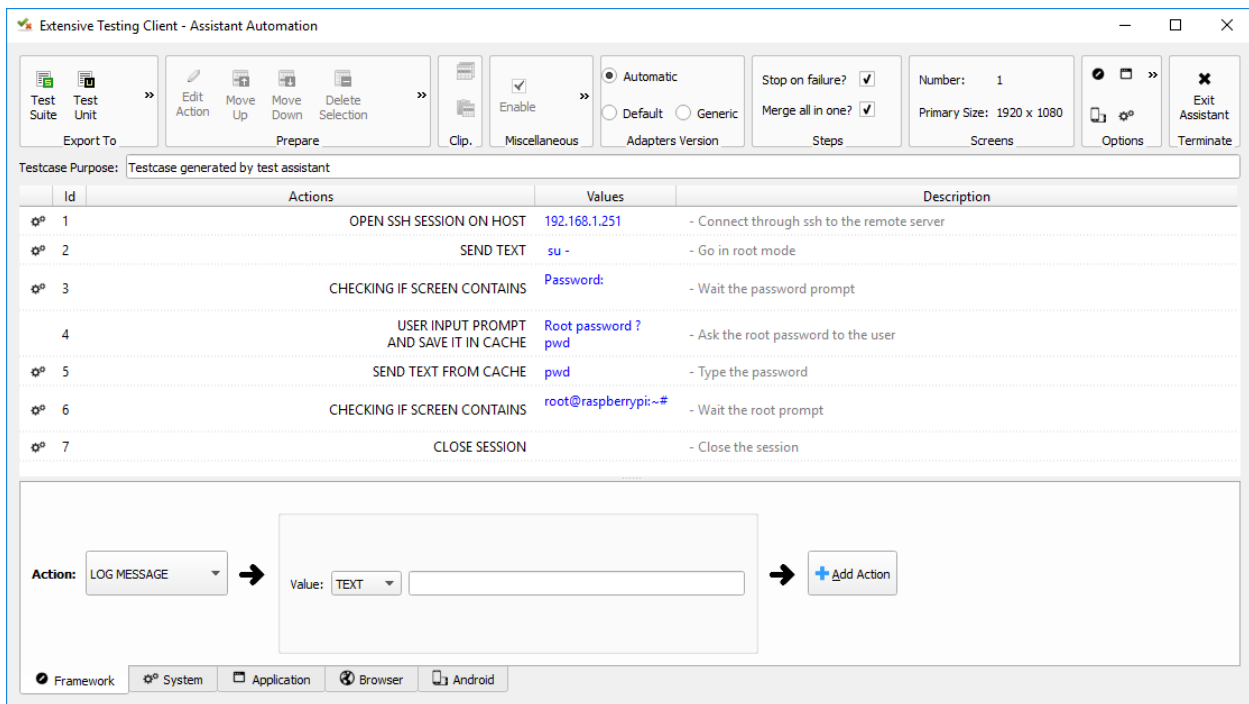 Extensive Testing Client - Assistant Automation
Test Suite
Test Unit
»
Export To
Edit Action
Move Up
Move Down
Delete Selection
»
Prepare
Clip.
Enable
»
Miscellaneous
Automatic
Default
Generic
Adapters Version
Stop on failure?
Merge all in one?
Steps
Number: 1
Primary Size: 1920 x 1080
Screens
»
Options
Exit Assistant
Terminate
Testcase Purpose: Testcase generated by test assistant
Id Actions Values Description
1 OPEN SSH SESSION ON HOST 192.168.1.251 - Connect through ssh to the remote server
2 SEND TEXT su - - Go in root mode
3 CHECKING IF SCREEN CONTAINS Password: - Wait the password prompt
4 USER INPUT PROMPT Root password ? - Ask the root password to the user
AND SAVE IT IN CACHE pwd
5 SEND TEXT FROM CACHE pwd - Type the password
6 CHECKING IF SCREEN CONTAINS root@raspberrypi:~# - Wait the root prompt
7 CLOSE SESSION - Close the session
Action: LOG MESSAGE
Value: TEXT
Add Action
Framework System Application Browser Android